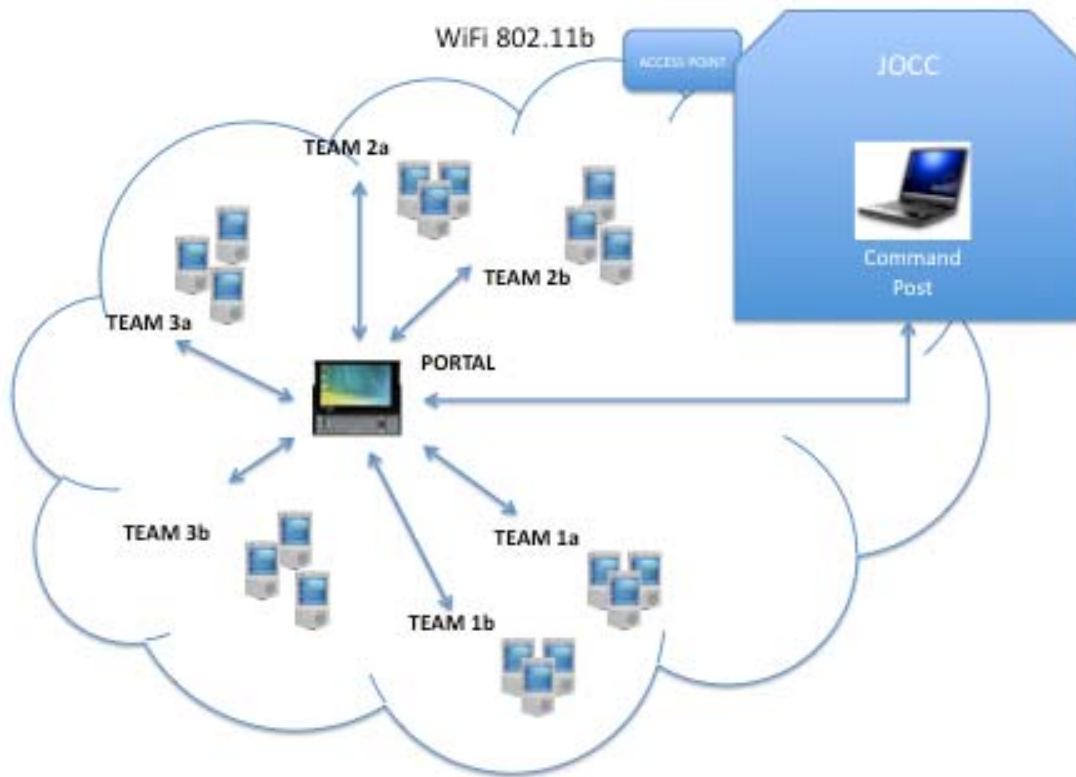 WiFi 802.11b
ACCESS POINT
JOCC
TEAM 2a
Command
Post
TEAM 2b
TEAM 3a
PORTAL
TEAM 3b
TEAM 1a
TEAM 1b